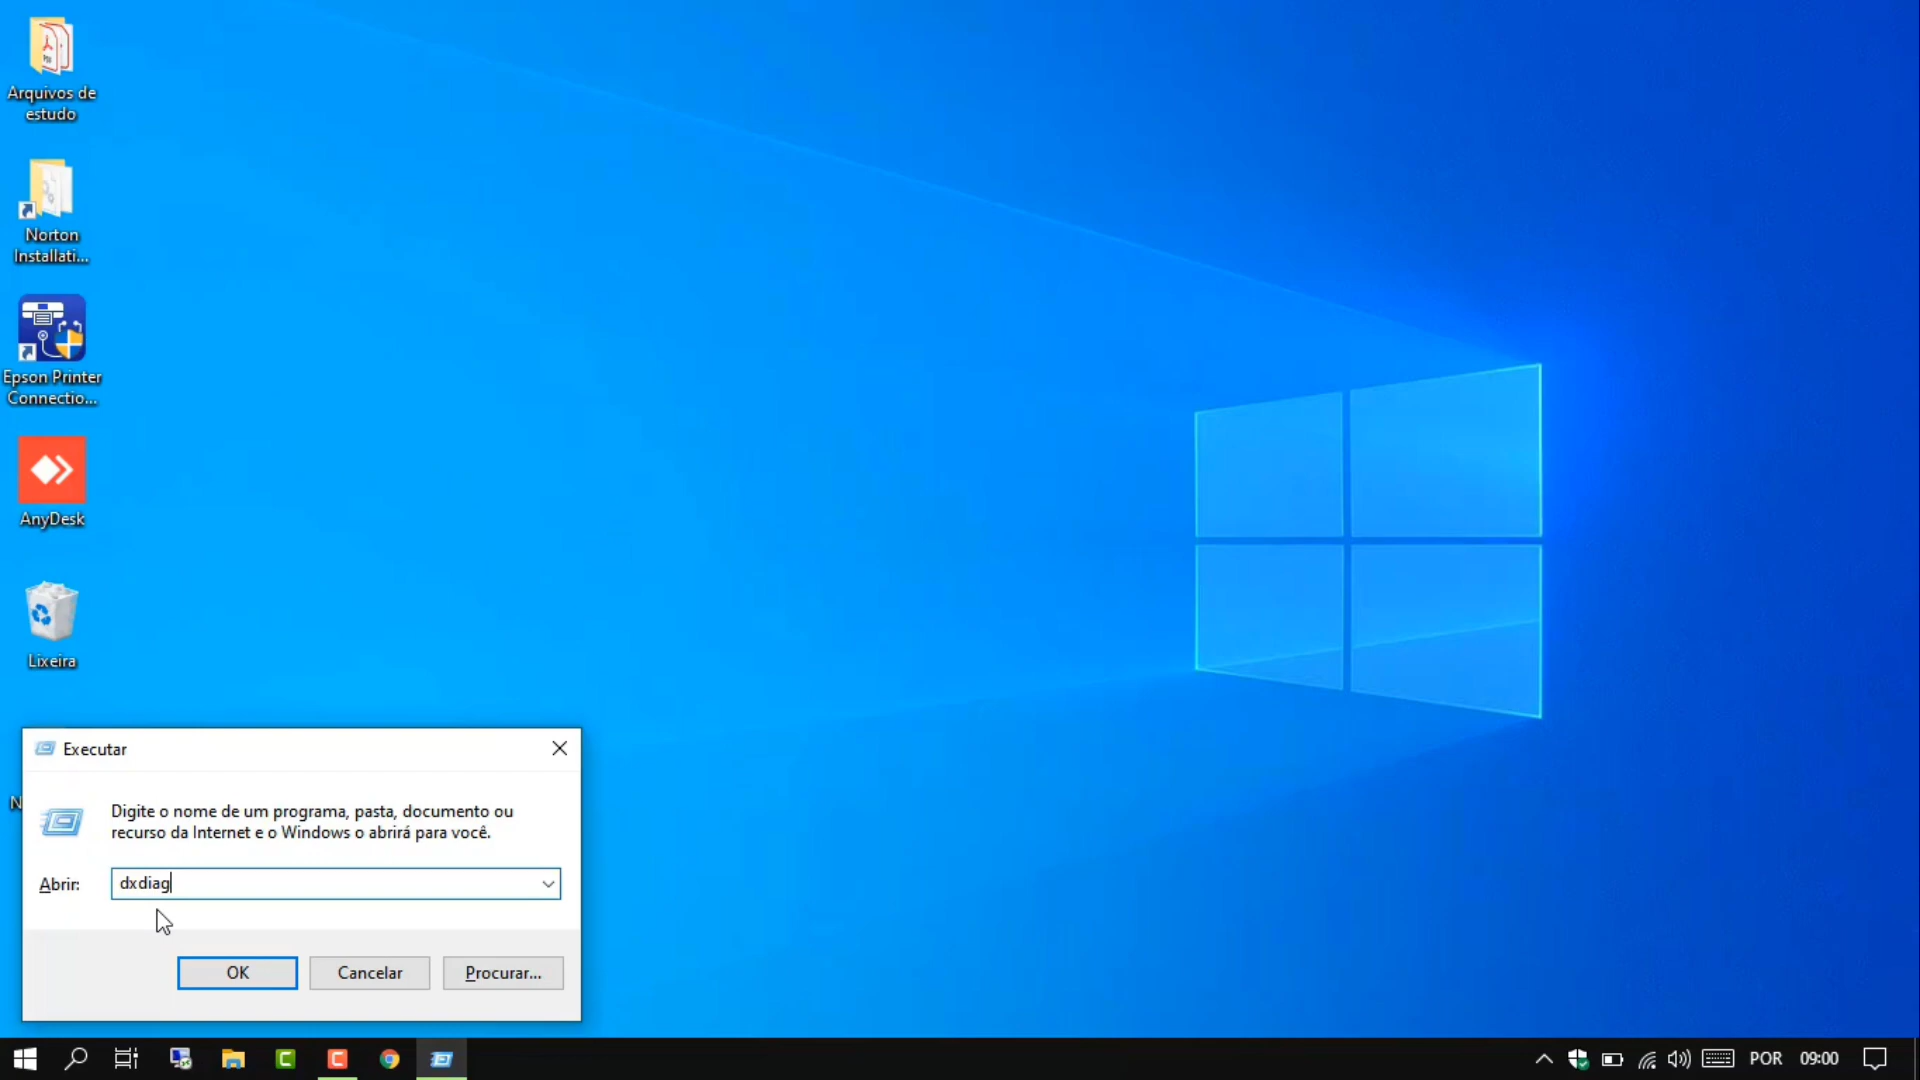 Arquivos de
estudo
Norton
Installati...
Epson Printer
Connectio...
AnyDesk
Lixeira
N
Executar
Digite o nome de um programa, pasta, documento ou
recurso da Internet e o Windows o abrirá para você.
Abrir:
dxdiag
OK
Cancelar
Procurar...
POR
09:00